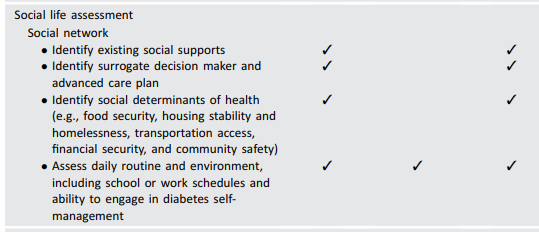 Social life assessment
Social network
• Identify existing social supports ✓ ✓
• Identify surrogate decision maker and ✓ ✓
advanced care plan
• Identify social determinants of health ✓ ✓
(e.g., food security, housing stability and
homelessness, transportation access,
financial security, and community safety)
• Assess daily routine and environment, ✓ ✓ ✓
including school or work schedules and
ability to engage in diabetes self-
management